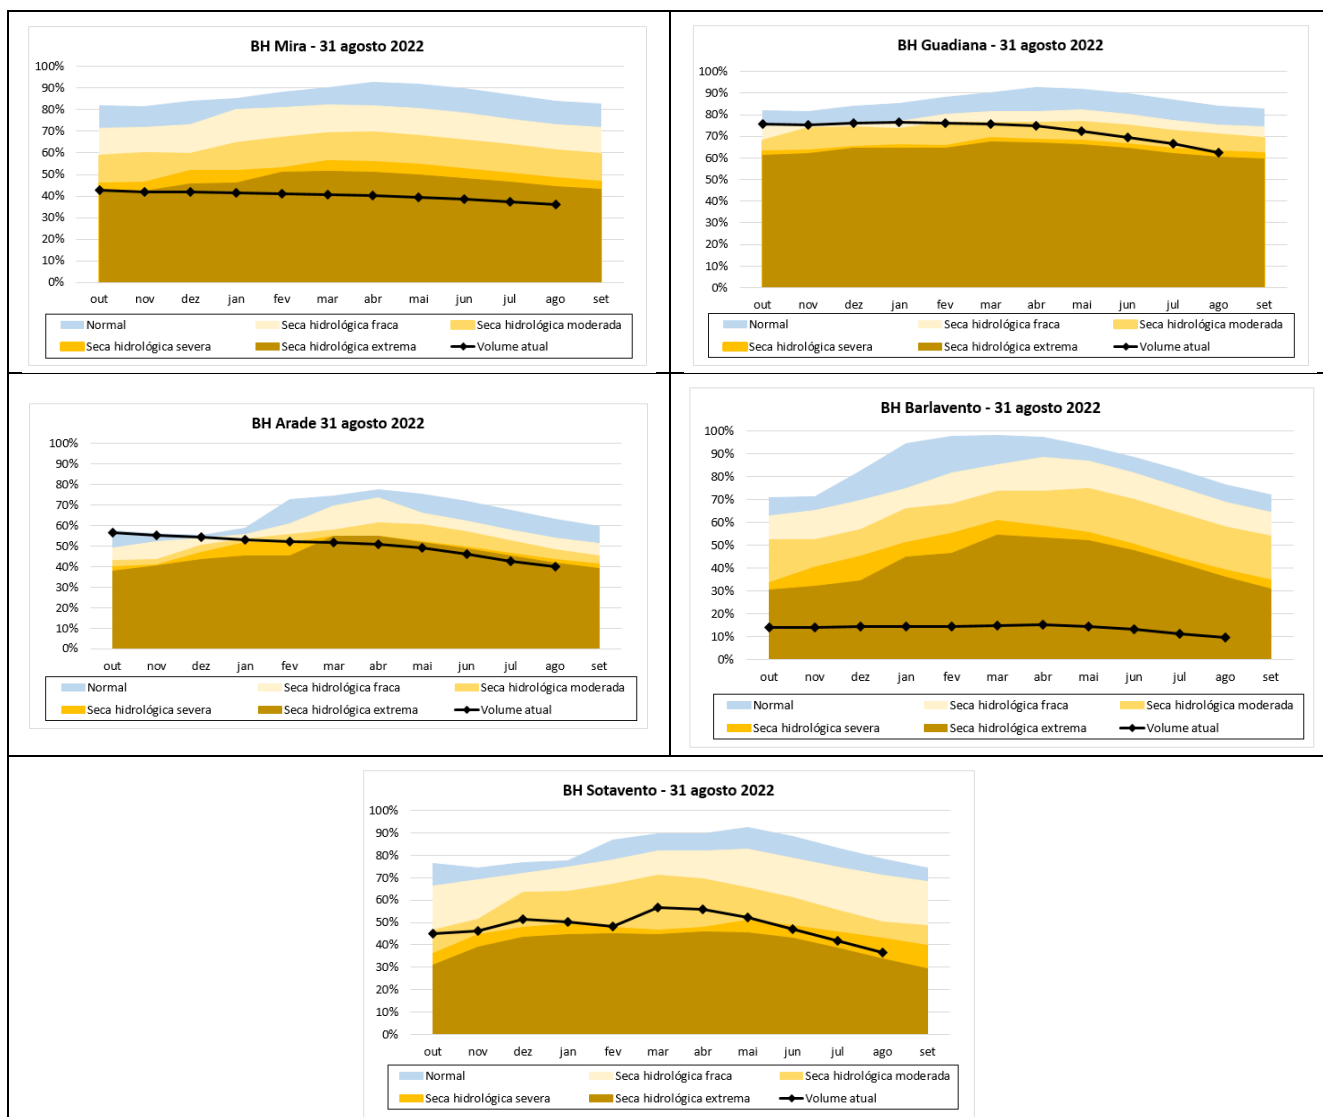 BH Mira - 31 agosto 2022
100%
90%
80%
70%
60%
50%
40%
30%
20%
10%
0%
out nov dez jan fev mar abr mai jun jul ago set
Normal Seca hidrológica fraca Seca hidrológica moderada
Seca hidrológica severa Seca hidrológica extrema Volume atual
BH Guadiana - 31 agosto 2022
100%
90%
80%
70%
60%
50%
40%
30%
20%
10%
0%
out nov dez jan fev mar abr mai jun jul ago set
Normal Seca hidrológica fraca Seca hidrológica moderada
Seca hidrológica severa Seca hidrológica extrema Volume atual
BH Arade 31 agosto 2022
100%
90%
80%
70%
60%
50%
40%
30%
20%
10%
0%
out nov dez jan fev mar abr mai jun jul ago set
Normal Seca hidrológica fraca Seca hidrológica moderada
Seca hidrológica severa Seca hidrológica extrema Volume atual
BH Barlavento - 31 agosto 2022
100%
90%
80%
70%
60%
50%
40%
30%
20%
10%
0%
out nov dez jan fev mar abr mai jun jul ago set
Normal Seca hidrológica fraca Seca hidrológica moderada
Seca hidrológica severa Seca hidrológica extrema Volume atual
BH Sotavento - 31 agosto 2022
100%
90%
80%
70%
60%
50%
40%
30%
20%
10%
0%
out nov dez jan fev mar abr mai jun jul ago set
Normal Seca hidrológica fraca Seca hidrológica moderada
Seca hidrológica severa Seca hidrológica extrema Volume atual